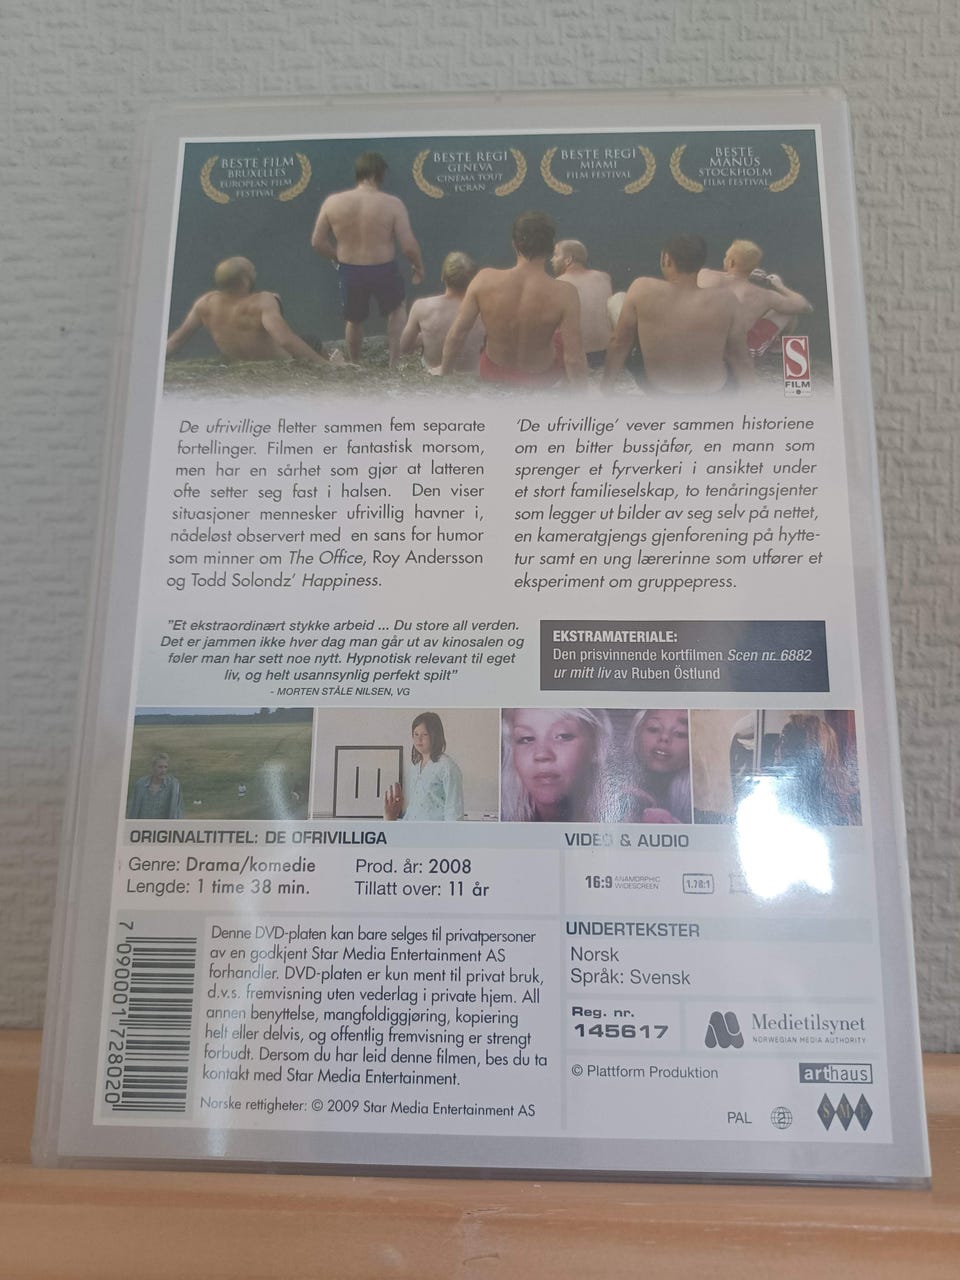 BESTE FILM
BRUXELLES
EUROPEAN FILM
FESTIVAL
BESTE REGI
GENEVA
CINEMA TOUT
ECRAN
BESTE REGI
MIAMI
FILM FESTIVAL
BESTE
MANUS
STOCKHOLM
FILM FESTIVAL
S
FILM
De ufrivillige fletter sammen fem separate
fortellinger. Filmen er fantastisk morsom,
men har en sårhet som gjør at latteren
ofte setter seg fast i halsen. Den viser
situasjoner mennesker ufrivillig havner i,
nådeløst observert med en sans for humor
som minner om The Office, Roy Andersson
og Todd Solondz' Happiness.
'De ufrivillige' vever sammen historiene
om en bitter bussjåfør, en mann som
sprenger et fyrverkeri i ansiktet under
et stort familieselskap, to tenåringsjenter
som legger ut bilder av seg selv på nettet,
en kameratgjengs gjenforening på hytte-
tur samt en ung lærerinne som utfører et
eksperiment om gruppepress.
"Et ekstraordinært stykke arbeid ... Du store all verden.
Det er jammen ikke hver dag man går ut av kinosalen og
føler man har sett noe nytt. Hypnotisk relevant til eget
liv, og helt usannsynlig perfekt spilt"
- MORTEN STÅLE NILSEN, VG
EKSTRAMATERIALE:
Den prisvinnende kortfilmen Scen nr. 6882
ur mitt liv av Ruben Östlund
ORIGINALTITTEL: DE OFRIVILLIGA
Genre: Drama/komedie
Prod. år: 2008
Lengde: 1 time 38 min.
Tillatt over: 11 år
VIDEO & AUDIO
16:9 ANAMORPHIC
WIDESCREEN
1.78:1
7 090001 728020
Denne DVD-platen kan bare selges til privatpersoner
av en godkjent Star Media Entertainment AS
forhandler. DVD-platen er kun ment til privat bruk,
d.v.s. fremvisning uten vederlag i private hjem. All
annen benyttelse, mangfoldiggjøring, kopiering
helt eller delvis, og offentlig fremvisning er strengt
forbudt. Dersom du har leid denne filmen, bes du ta
kontakt med Star Media Entertainment.
Norske rettigheter: © 2009 Star Media Entertainment AS
UNDERTEKSTER
Norsk
Språk: Svensk
Reg. nr.
145617
Medietilsynet
NORWEGIAN MEDIA AUTHORITY
© Plattform Produktion
arthaus
PAL
2
SME